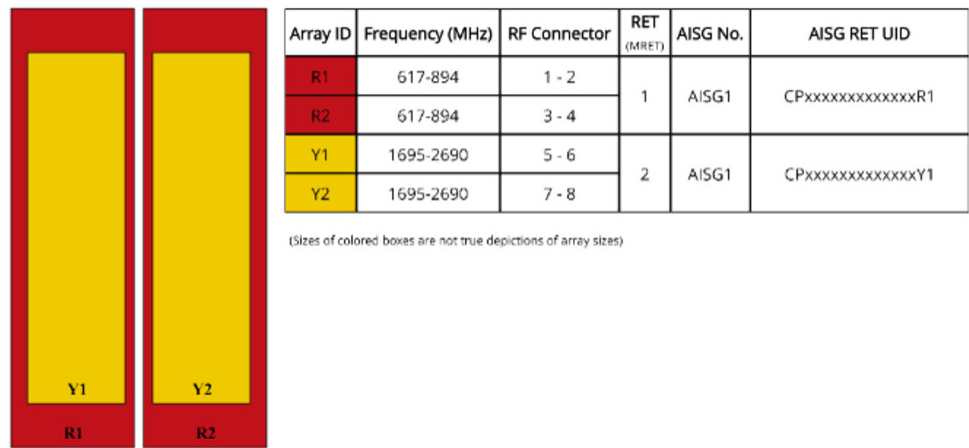 Array ID Frequency (MHz) RF Connector RET (MRET) AISG No. AISG RET UID
R1 617-894 1 - 2 1 AISG1 CPxxxxxxxxxxxxxR1
R2 617-894 3 - 4
Y1 1695-2690 5 - 6 2 AISG1 CPxxxxxxxxxxxxxY1
Y2 1695-2690 7 - 8
(Sizes of colored boxes are not true depictions of array sizes)
Y1 Y2
R1 R2